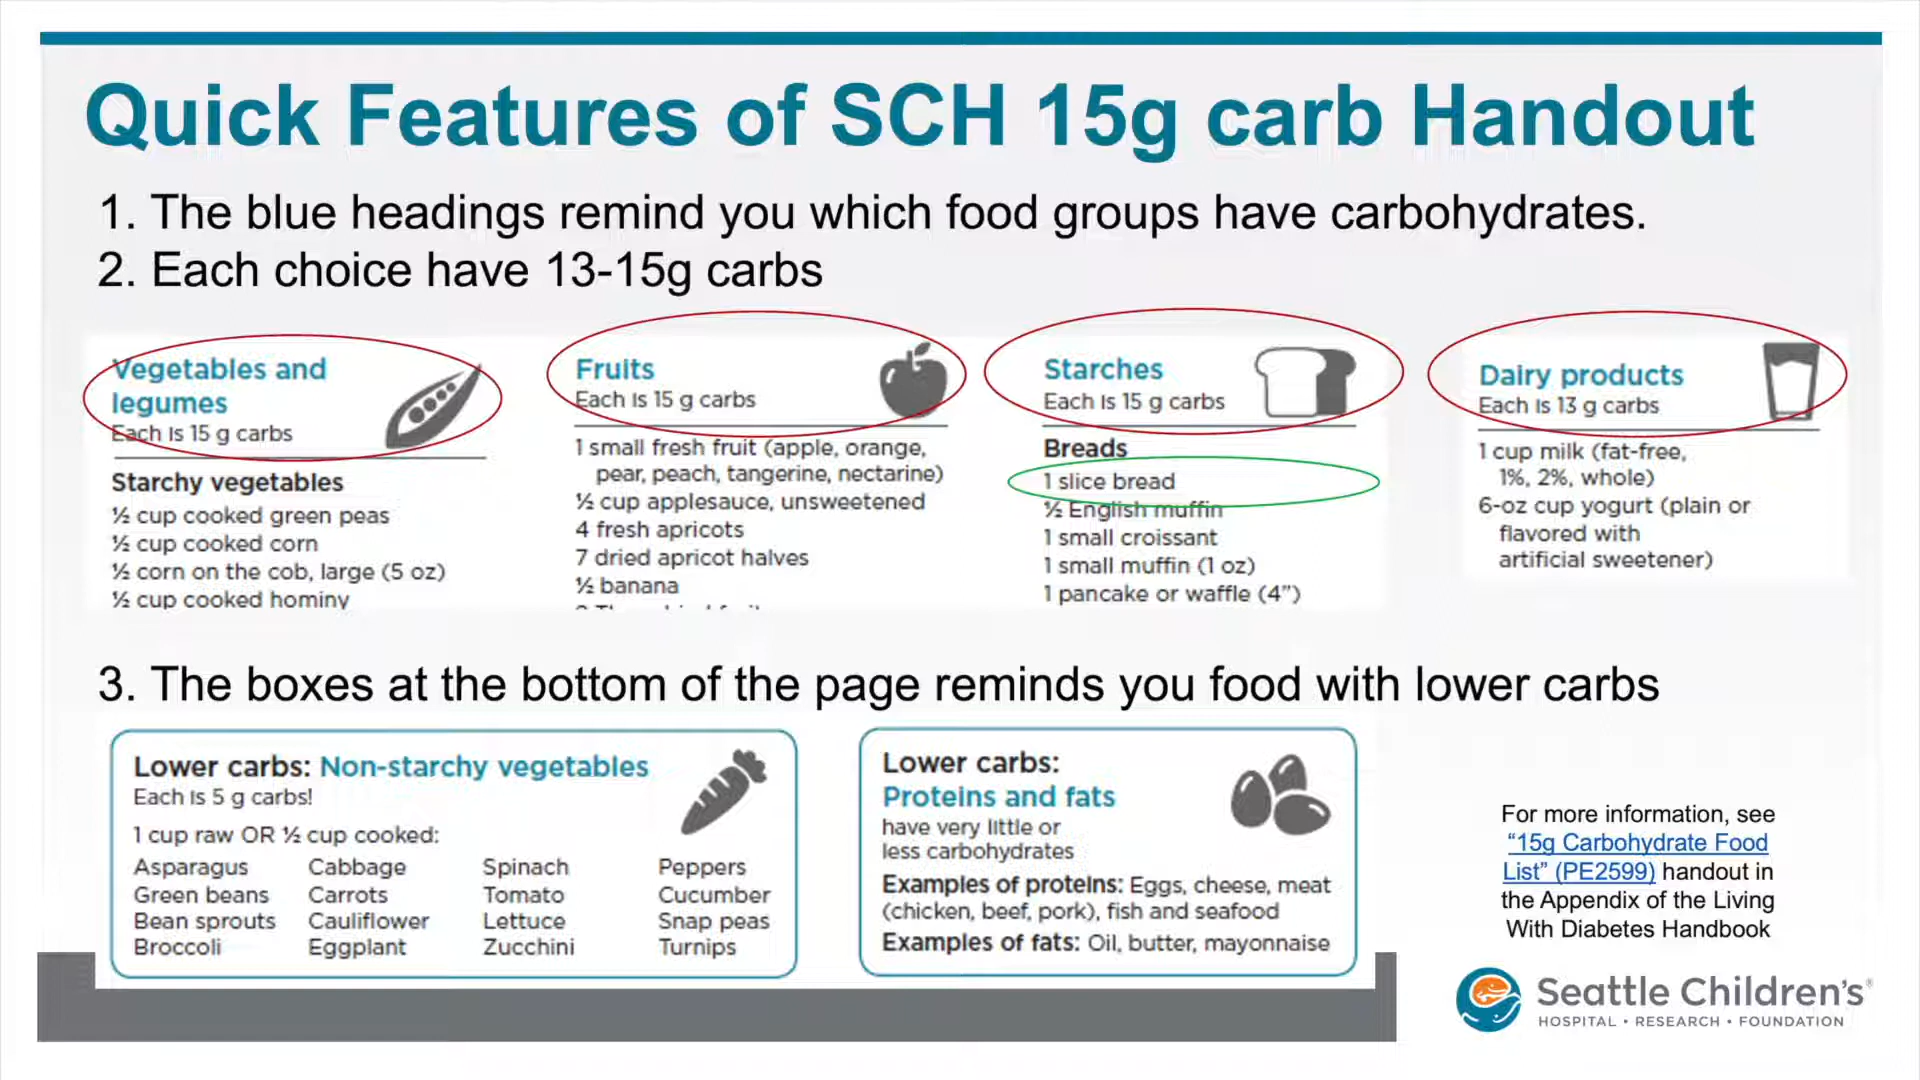 Quick Features of SCH 15g carb Handout
1. The blue headings remind you which food groups have carbohydrates.
2. Each choice have 13-15g carbs
Vegetables and
legumes
Each is 15 g carbs
Starchy vegetables
½ cup cooked green peas
½ cup cooked corn
½ corn on the cob, large (5 oz)
½ cup cooked hominy
Fruits
Each is 15 g carbs
1 small fresh fruit (apple, orange,
pear, peach, tangerine, nectarine)
½ cup applesauce, unsweetened
4 fresh apricots
7 dried apricot halves
½ banana
Starches
Each is 15 g carbs
Breads
1 slice bread
½ English muffin
1 small croissant
1 small muffin (1 oz)
1 pancake or waffle (4”)
Dairy products
Each is 13 g carbs
1 cup milk (fat-free,
1%, 2%, whole)
6-oz cup yogurt (plain or
flavored with
artificial sweetener)
3. The boxes at the bottom of the page reminds you food with lower carbs
Lower carbs: Non-starchy vegetables
Each is 5 g carbs!
1 cup raw OR ½ cup cooked:
Asparagus Cabbage Spinach Peppers
Green beans Carrots Tomato Cucumber
Bean sprouts Cauliflower Lettuce Snap peas
Broccoli Eggplant Zucchini Turnips
Lower carbs:
Proteins and fats
have very little or
less carbohydrates
Examples of proteins: Eggs, cheese, meat
(chicken, beef, pork), fish and seafood
Examples of fats: Oil, butter, mayonnaise
For more information, see
“15g Carbohydrate Food
List” (PE2599) handout in
the Appendix of the Living
With Diabetes Handbook
Seattle Children's®
HOSPITAL • RESEARCH • FOUNDATION